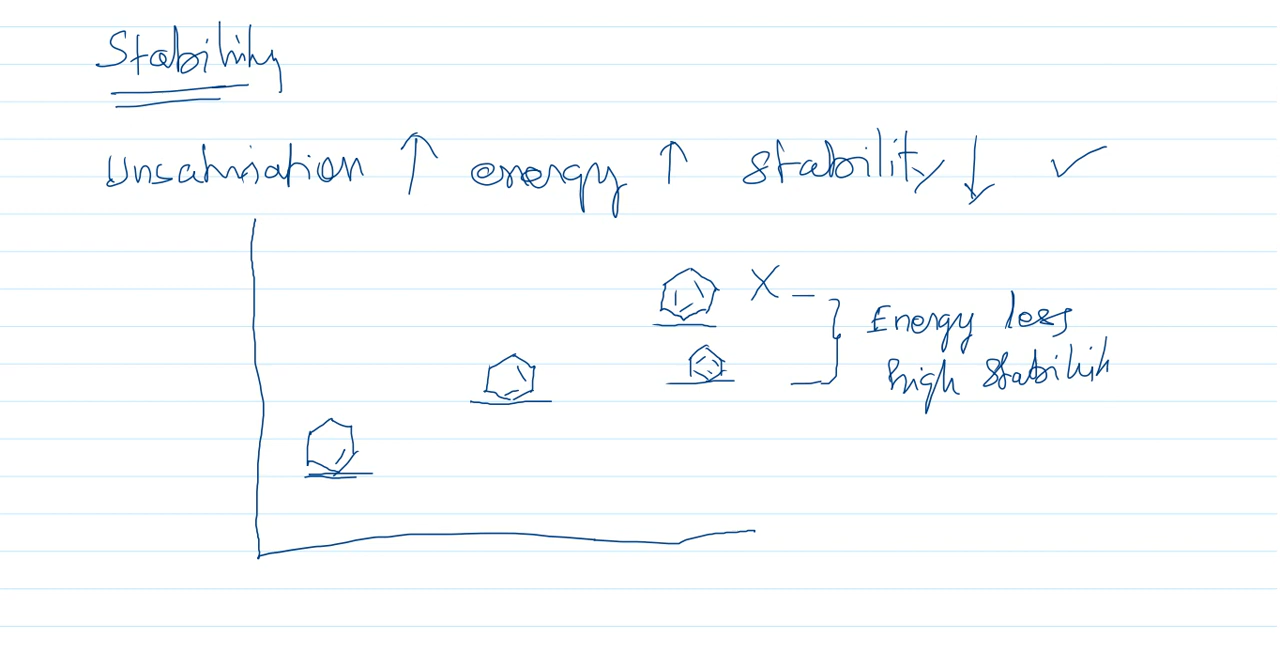 Stability
Unsaturation ↑ energy ↑ stability ↓ ✓
X
Energy less
high stability